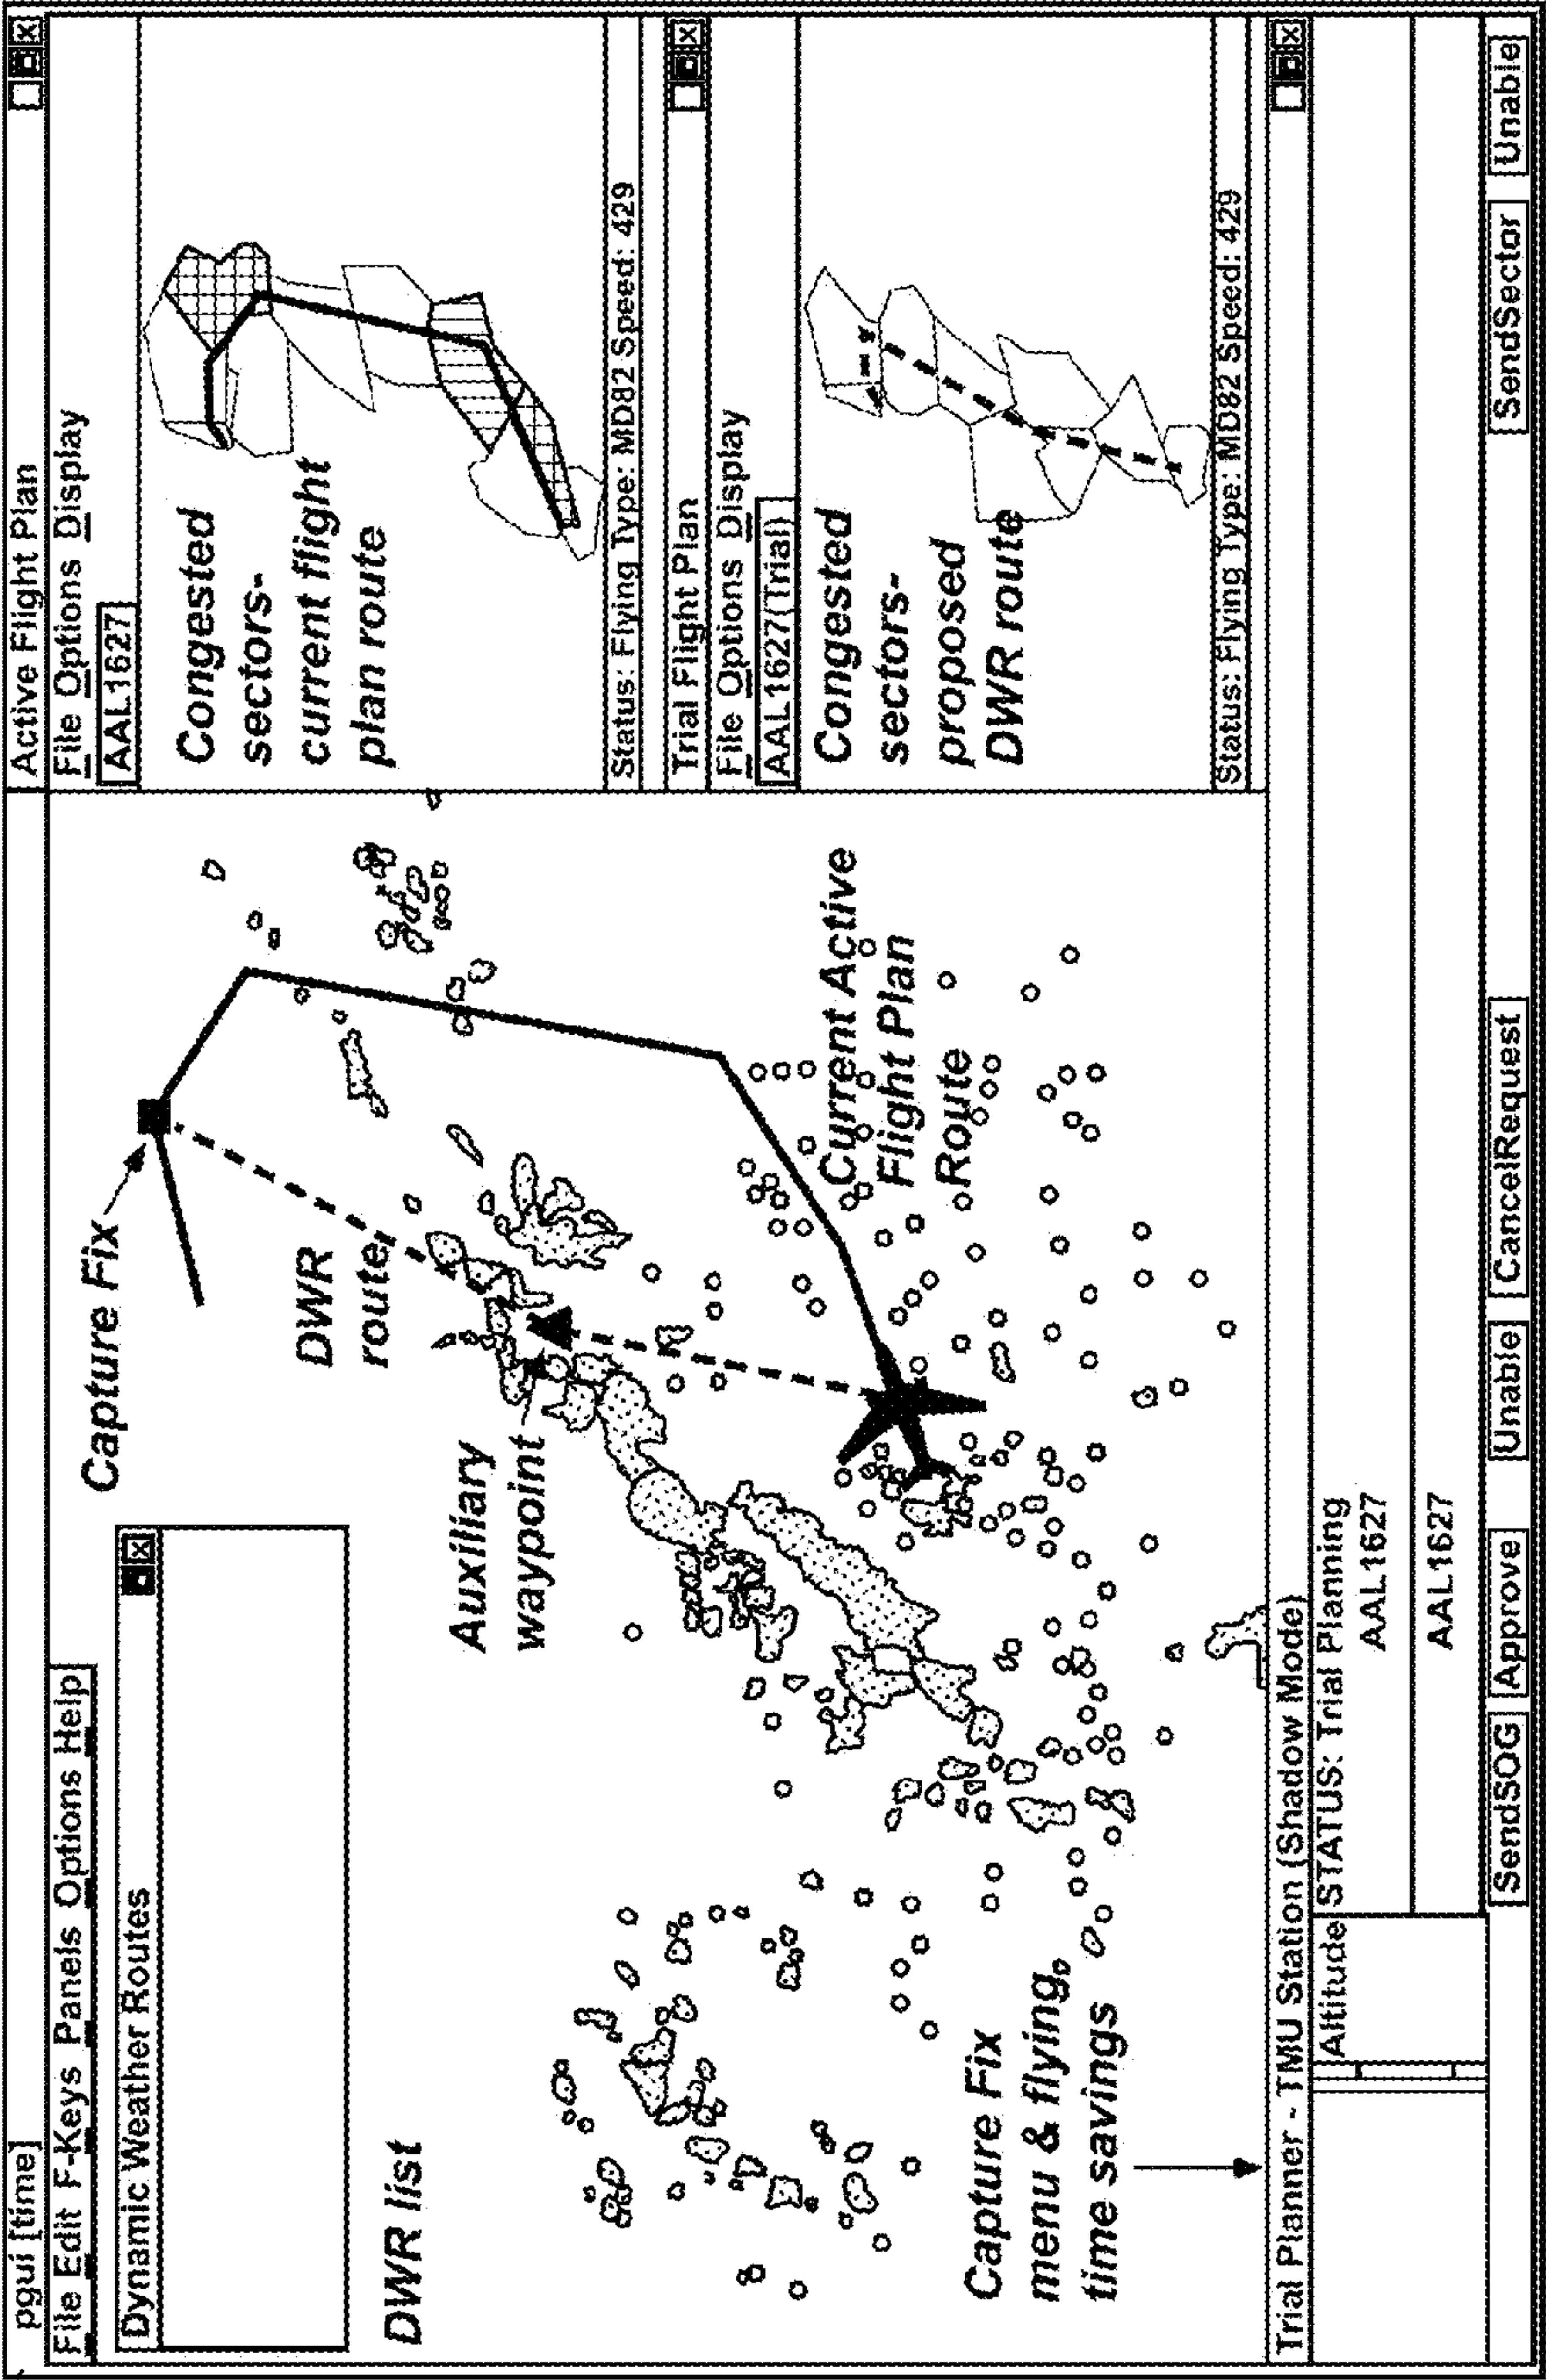 pgui [time]
File Edit F-Keys Panels Options Help
Dynamic Weather Routes
DWR list
Capture Fix
DWR
route
Auxiliary
waypoint
Current Active
Flight Plan
Route
Capture Fix
menu & flying
time savings
Active Flight Plan
File Options Display
AAL1627
Congested
sectors-
current flight
plan route
Status: Flying Type: MD82 Speed: 429
Trial Flight Plan
File Options Display
AAL1627(Trial)
Congested
sectors-
proposed
DWR route
Status: Flying Type: MD82 Speed: 429
Trial Planner - TMU Station (Shadow Mode)
Altitude STATUS: Trial Planning
AAL1627
AAL1627
SendSOG Approve Unable CancelRequest SendSector Unable